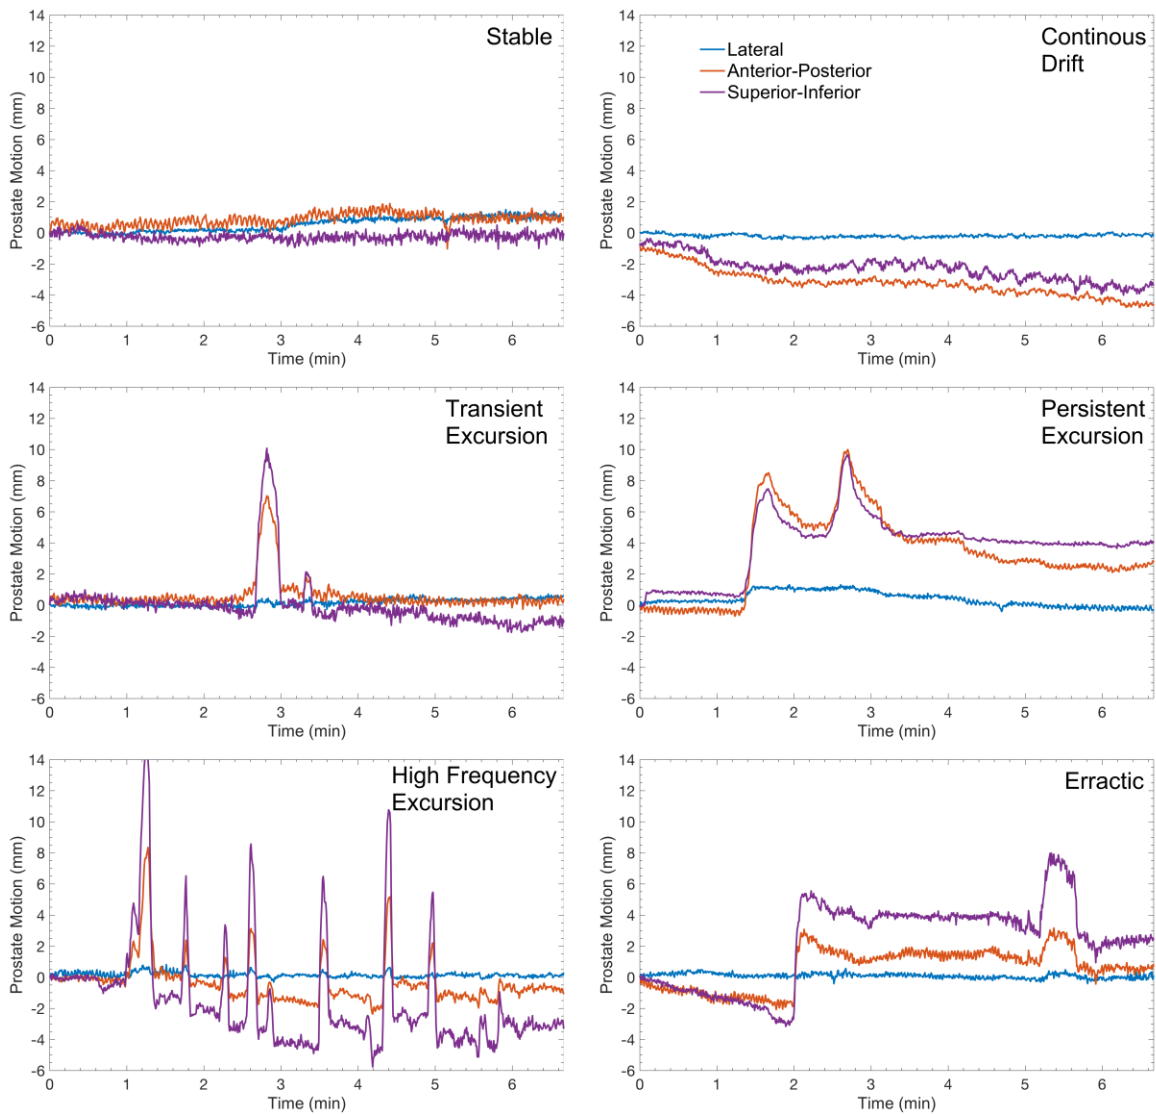 Stable
14
12
10
8
6
4
2
0
-2
-4
-6
Prostate Motion (mm)
0 1 2 3 4 5 6
Time (min)
Continous
Drift
Lateral
Anterior-Posterior
Superior-Inferior
14
12
10
8
6
4
2
0
-2
-4
-6
Prostate Motion (mm)
0 1 2 3 4 5 6
Time (min)
Transient
Excursion
14
12
10
8
6
4
2
0
-2
-4
-6
Prostate Motion (mm)
0 1 2 3 4 5 6
Time (min)
Persistent
Excursion
14
12
10
8
6
4
2
0
-2
-4
-6
Prostate Motion (mm)
0 1 2 3 4 5 6
Time (min)
High Frequency
Excursion
14
12
10
8
6
4
2
0
-2
-4
-6
Prostate Motion (mm)
0 1 2 3 4 5 6
Time (min)
Erractic
14
12
10
8
6
4
2
0
-2
-4
-6
Prostate Motion (mm)
0 1 2 3 4 5 6
Time (min)